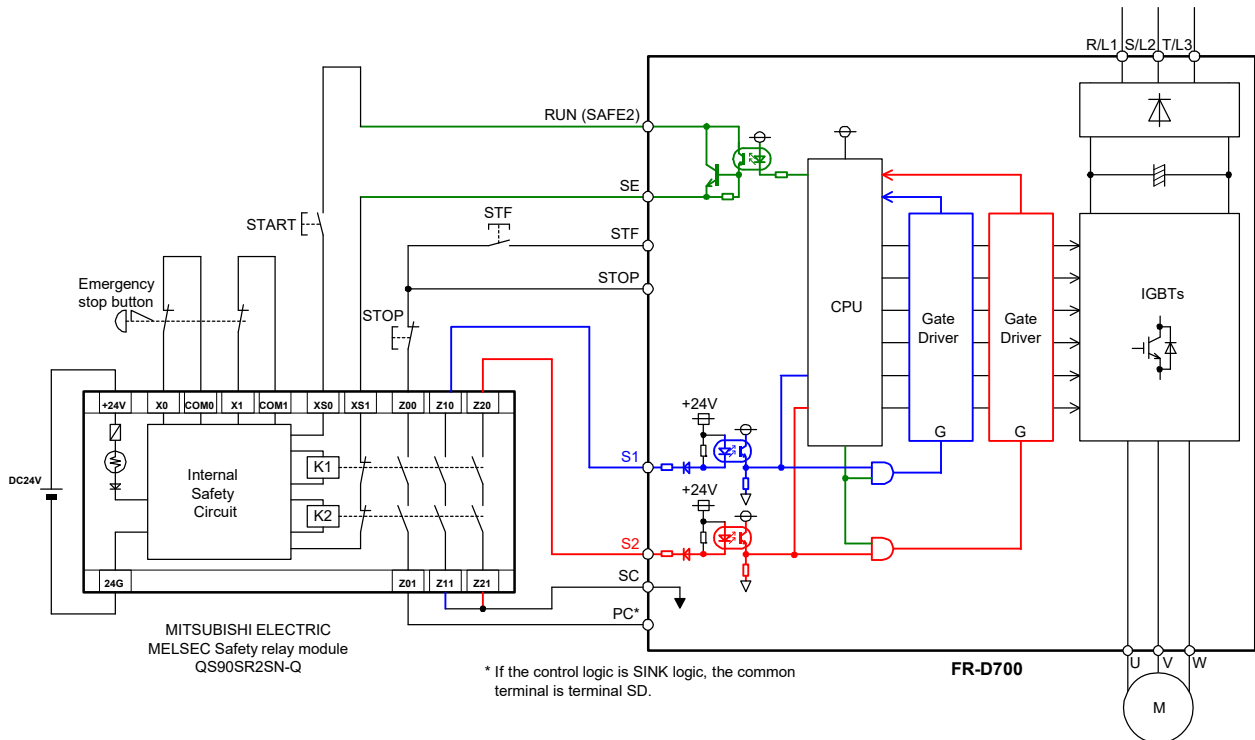 R/L1 S/L2 T/L3
RUN (SAFE2)
SE
START
STF
STF
STOP
Emergency
stop button
STOP
CPU
Gate
Driver
Gate
Driver
IGBTs
+24V X0 COM0 X1 COM1 XS0 XS1 Z00 Z10 Z20
+24V
G
G
S1
Internal
Safety
Circuit
K1
DC24V
K2
+24V
S2
SC
24G Z01 Z11 Z21
PC*
MITSUBISHI ELECTRIC
MELSEC Safety relay module
QS90SR2SN-Q
* If the control logic is SINK logic, the common
terminal is terminal SD.
FR-D700
U V W
M